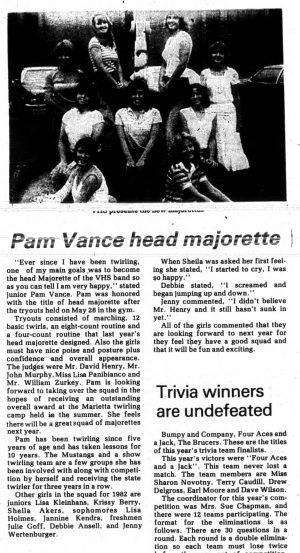 VHS presents the new majorettes
Pam Vance head majorette
"Ever since I have been twirling,
one of my main goals was to become
the head Majorette of the VHS band so
as you can tell I am very happy," stated
junior Pam Vance. Pam was honored
with the title of head majorette after
the tryouts held on May 28 in the gym.
Tryouts consisted of marching, 12
basic twirls, an eight-count routine and
a four-count routine that last year's
head majorette designed. Also the girls
must have nice poise and posture plus
confidence and overall appearance.
The judges were Mr. David Henry, Mr.
John Murphy, Miss Lisa Panibianco and
Mr. William Zurkey. Pam is looking
forward to taking over the squad in the
hopes of receiving an outstanding
overall award at the Marietta twirling
camp held is the summer. She feels
there will be a great squad of majorettes
next year.
Pam has been twirling since five
years of age and has taken lessons for
10 years. The Mustangs and a show
twirling team are a few groups she has
been involved with along with competi-
tion by herself and receiving the state
twirler for three years in a row.
Other girls in the squad for 1982 are
juniors Lisa Kleinhans, Krissy Berry,
Sheila Akers, sophomores Lisa
Holmes, Jannine Kendra, freshmen
Julie Goff, Debbie Ansell, and Jenny
Wertenburger.
When Sheila was asked her first feel-
ing she stated, "I started to cry, I was
so happy."
Debbie stated, "I screamed and
began jumping up and down."
Jenny commented, "I didn't believe
Mr. Henry and it still hasn't sunk in
yet."
All of the girls commented that they
are looking forward to next year for
they feel they have a good squad and
that it will be fun and exciting.
Trivia winners
are undefeated
Bumpy and Company, Four Aces and
a Jack, The Brucers. These are the titles
of this year's trivia team finalists.
This year's victors were "Four Aces
and a Jack". This team never lost a
match. The team members are Miss
Sharon Novotny, Terry Caudill, Drew
Delgross, Earl Moore and Dave Wilson.
The coordinator for this year's com-
petition was Mrs. Sue Chapman, and
there were 12 teams participating. The
format for the eliminations is as
follows. There are 30 questions in a
round. Each round is a double elimina-
tion so each team must lose twice